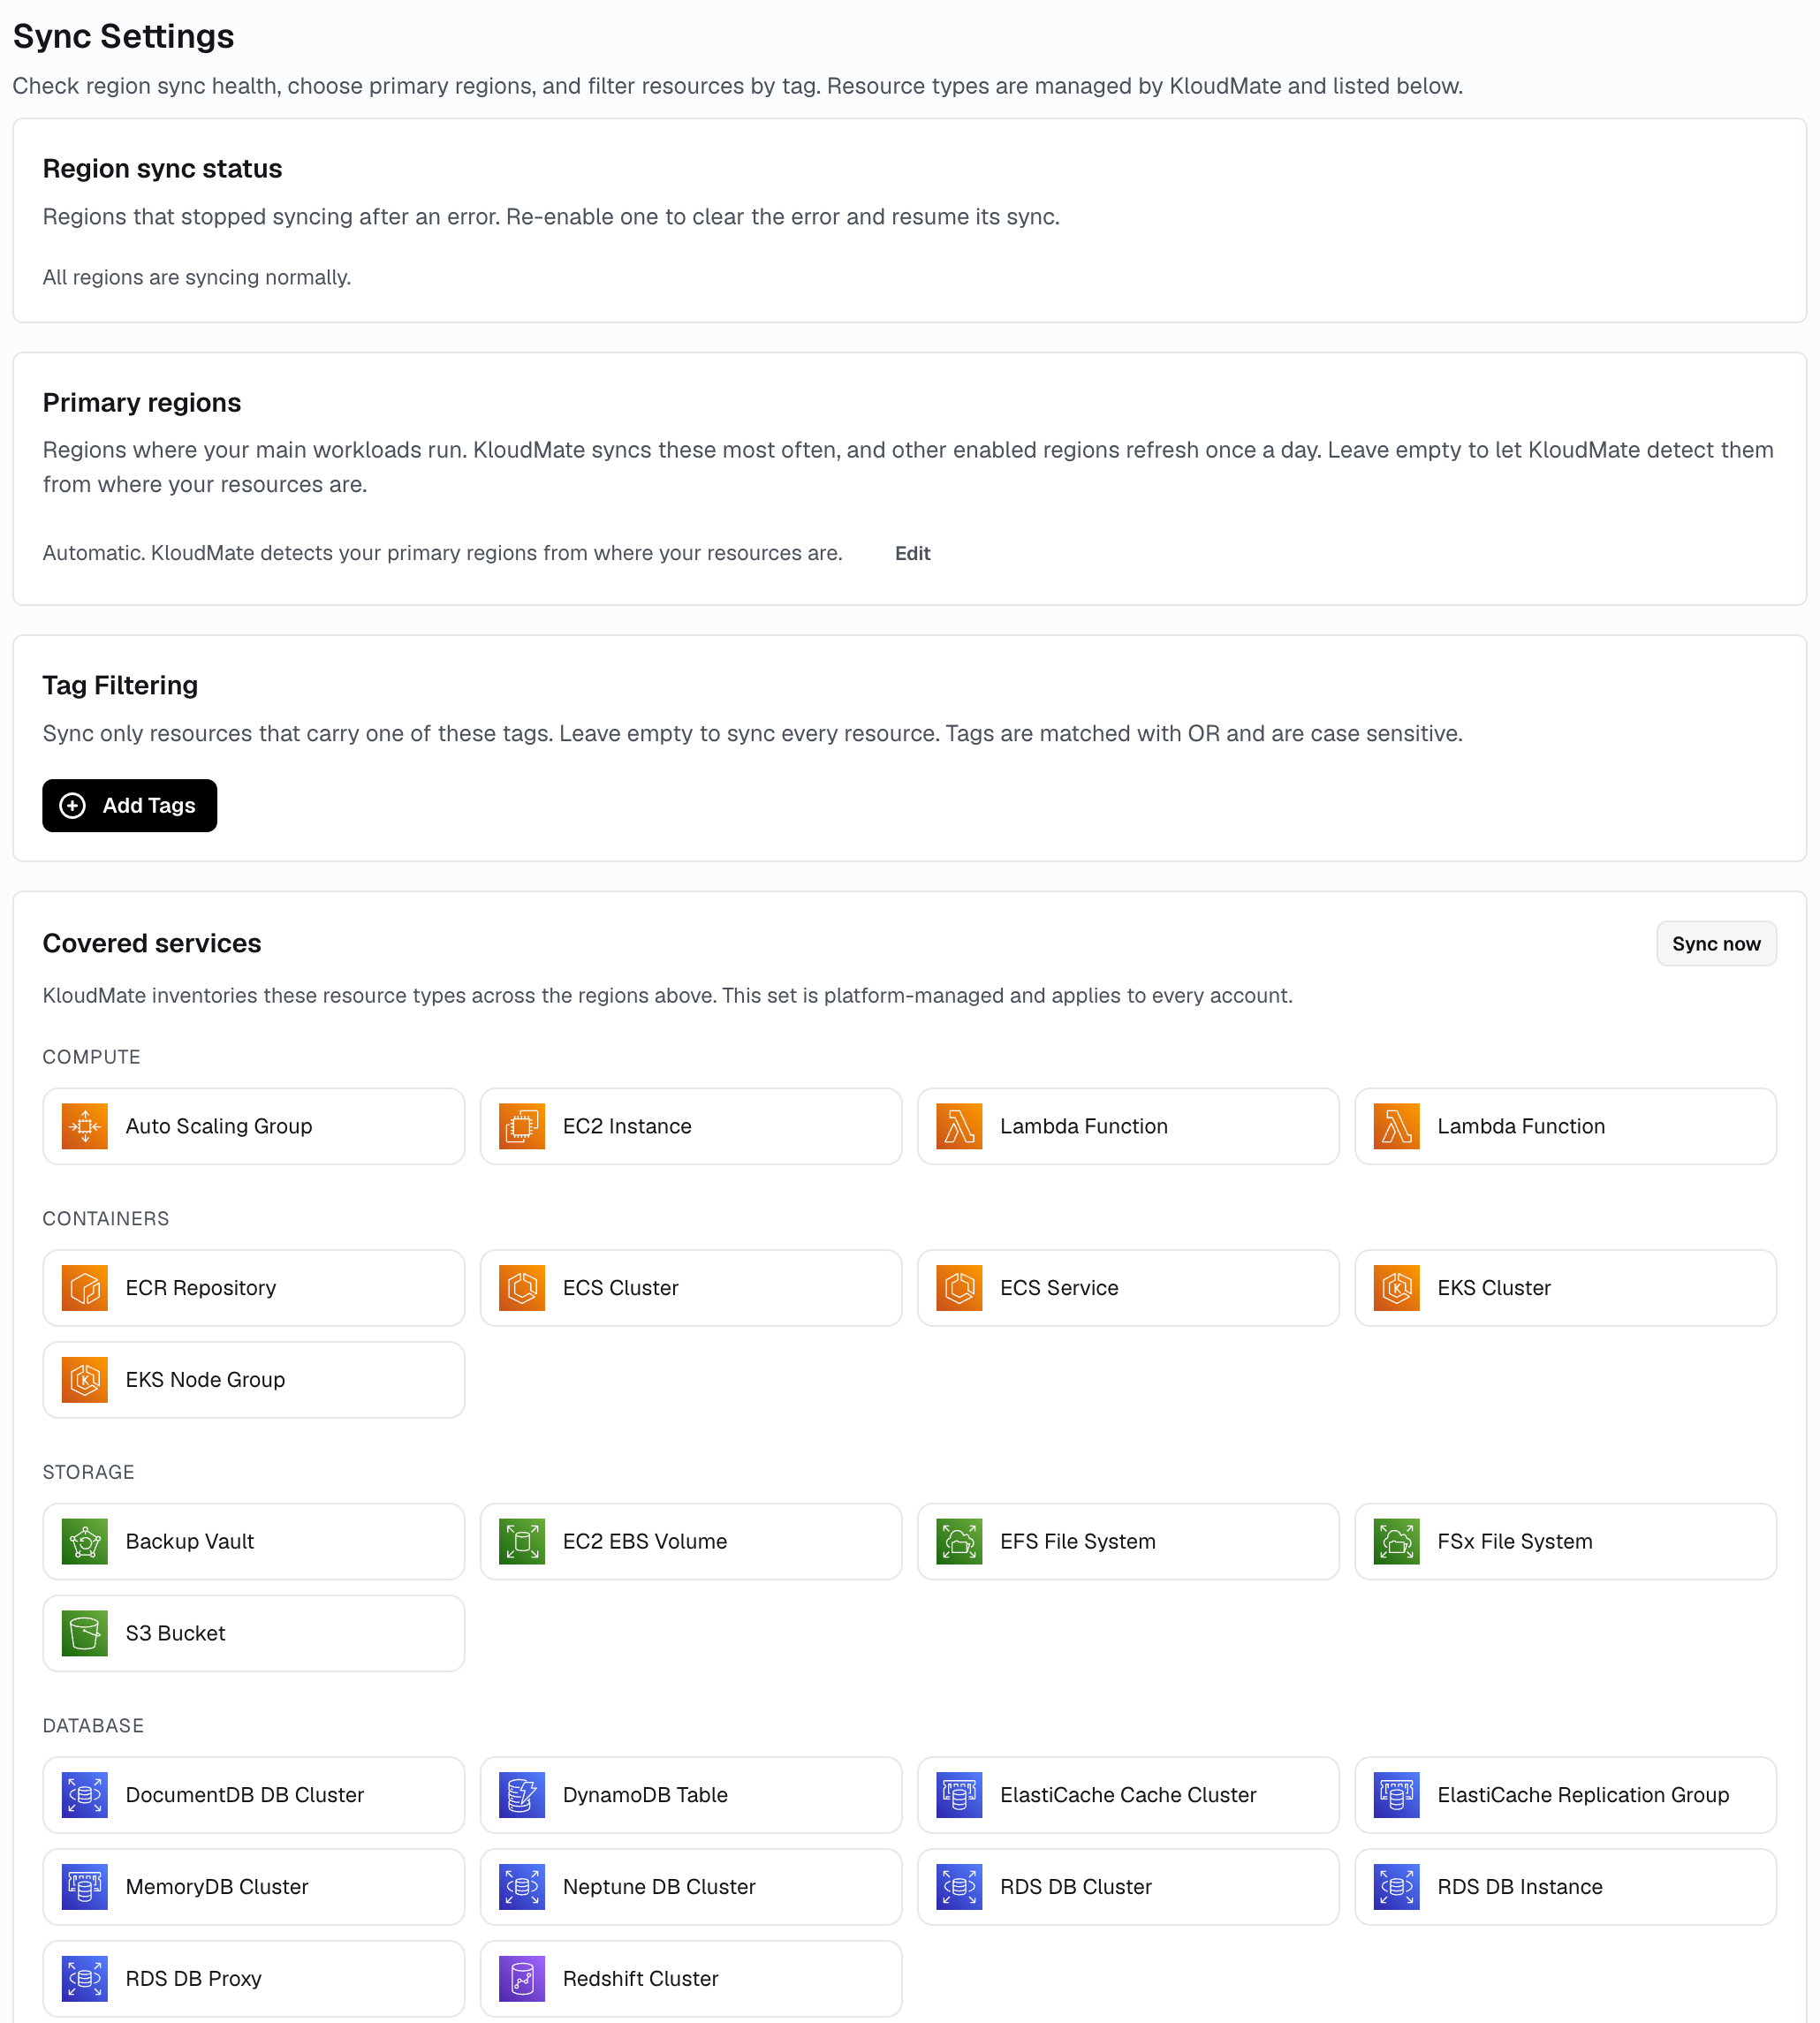 Sync Settings
Check region sync health, choose primary regions, and filter resources by tag. Resource types are managed by KloudMate and listed below.
Region sync status
Regions that stopped syncing after an error. Re-enable one to clear the error and resume its sync.
All regions are syncing normally.
Primary regions
Regions where your main workloads run. KloudMate syncs these most often, and other enabled regions refresh once a day. Leave empty to let KloudMate detect them
from where your resources are.
Automatic. KloudMate detects your primary regions from where your resources are. Edit
Tag Filtering
Sync only resources that carry one of these tags. Leave empty to sync every resource. Tags are matched with OR and are case sensitive.
Add Tags
Covered services Sync now
KloudMate inventories these resource types across the regions above. This set is platform-managed and applies to every account.
COMPUTE
Auto Scaling Group EC2 Instance Lambda Function Lambda Function
CONTAINERS
ECR Repository ECS Cluster ECS Service EKS Cluster
EKS Node Group
STORAGE
Backup Vault EC2 EBS Volume EFS File System FSx File System
S3 Bucket
DATABASE
DocumentDB DB Cluster DynamoDB Table ElastiCache Cache Cluster ElastiCache Replication Group
MemoryDB Cluster Neptune DB Cluster RDS DB Cluster RDS DB Instance
RDS DB Proxy Redshift Cluster